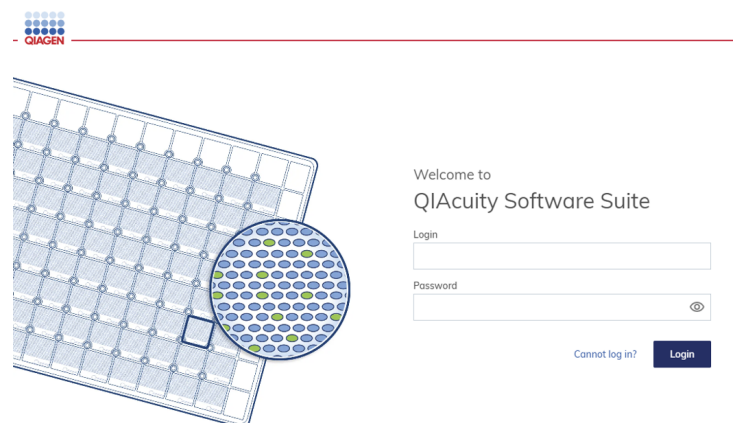 QIAGEN
Welcome to
QIAcuity Software Suite
Login
Password
Cannot log in?
Login